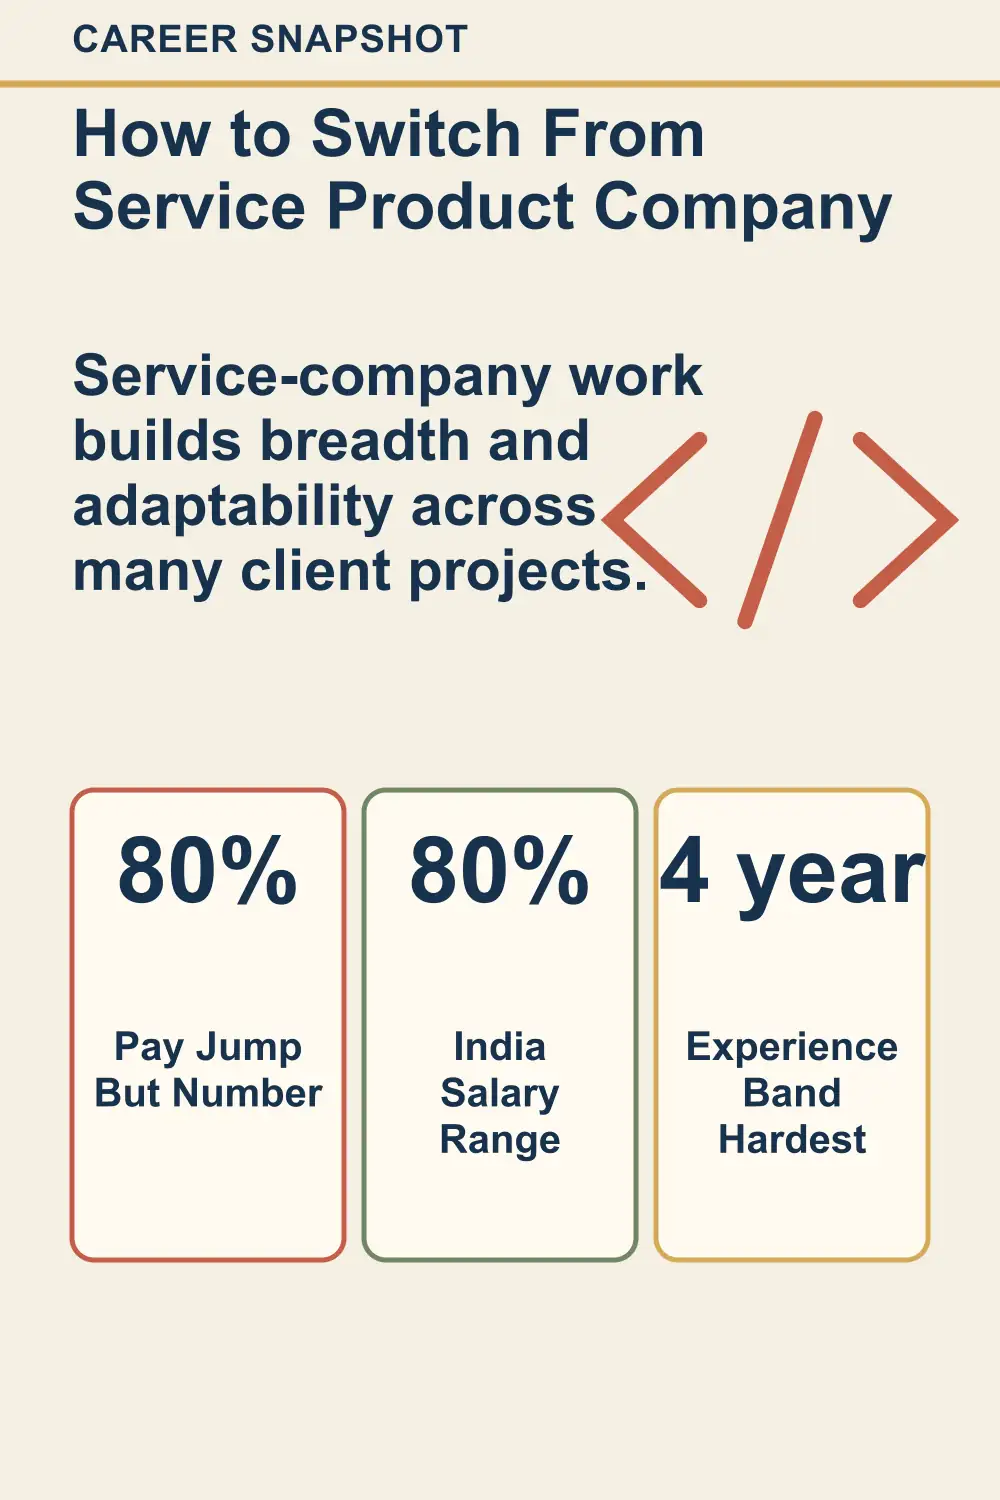 CAREER SNAPSHOT
How to Switch From
Service Product Company
Service-company work
builds breadth and
adaptability across
many client projects.
</>
80%
Pay Jump
But Number
80%
India
Salary
Range
4 year
Experience
Band
Hardest